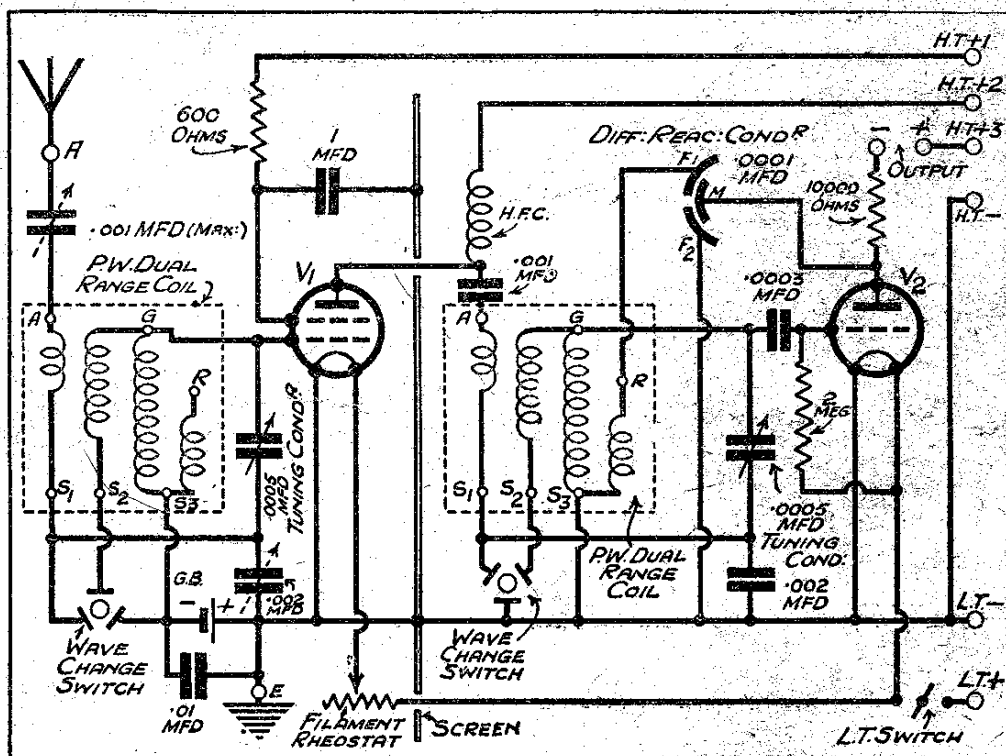 H.T.+1
H.T.+2
600
OHMS
1
MFD
DIFF: REAC: CONDR
F1
.0001
MFD
M
F2
-
+
H.T.+3
OUTPUT
10000
OHMS
H.T.-
A
.001 MFD (MAX:)
P.W. DUAL
RANGE COIL
V1
H.F.C.
.001
MFD
.0003
MFD
V2
A
G
R
A
G
R
2
MEG
.0005
MFD
TUNING CONDR
S1
S2
S3
S1
S2
S3
.0005
MFD
TUNING
COND:
P.W. DUAL
RANGE
COIL
G.B.
-
+
.002
MFD
.002
MFD
L.T.-
WAVE
CHANGE
SWITCH
WAVE
CHANGE
SWITCH
.01
MFD
E
FILAMENT
RHEOSTAT
SCREEN
L.T.+
L.T. SWITCH